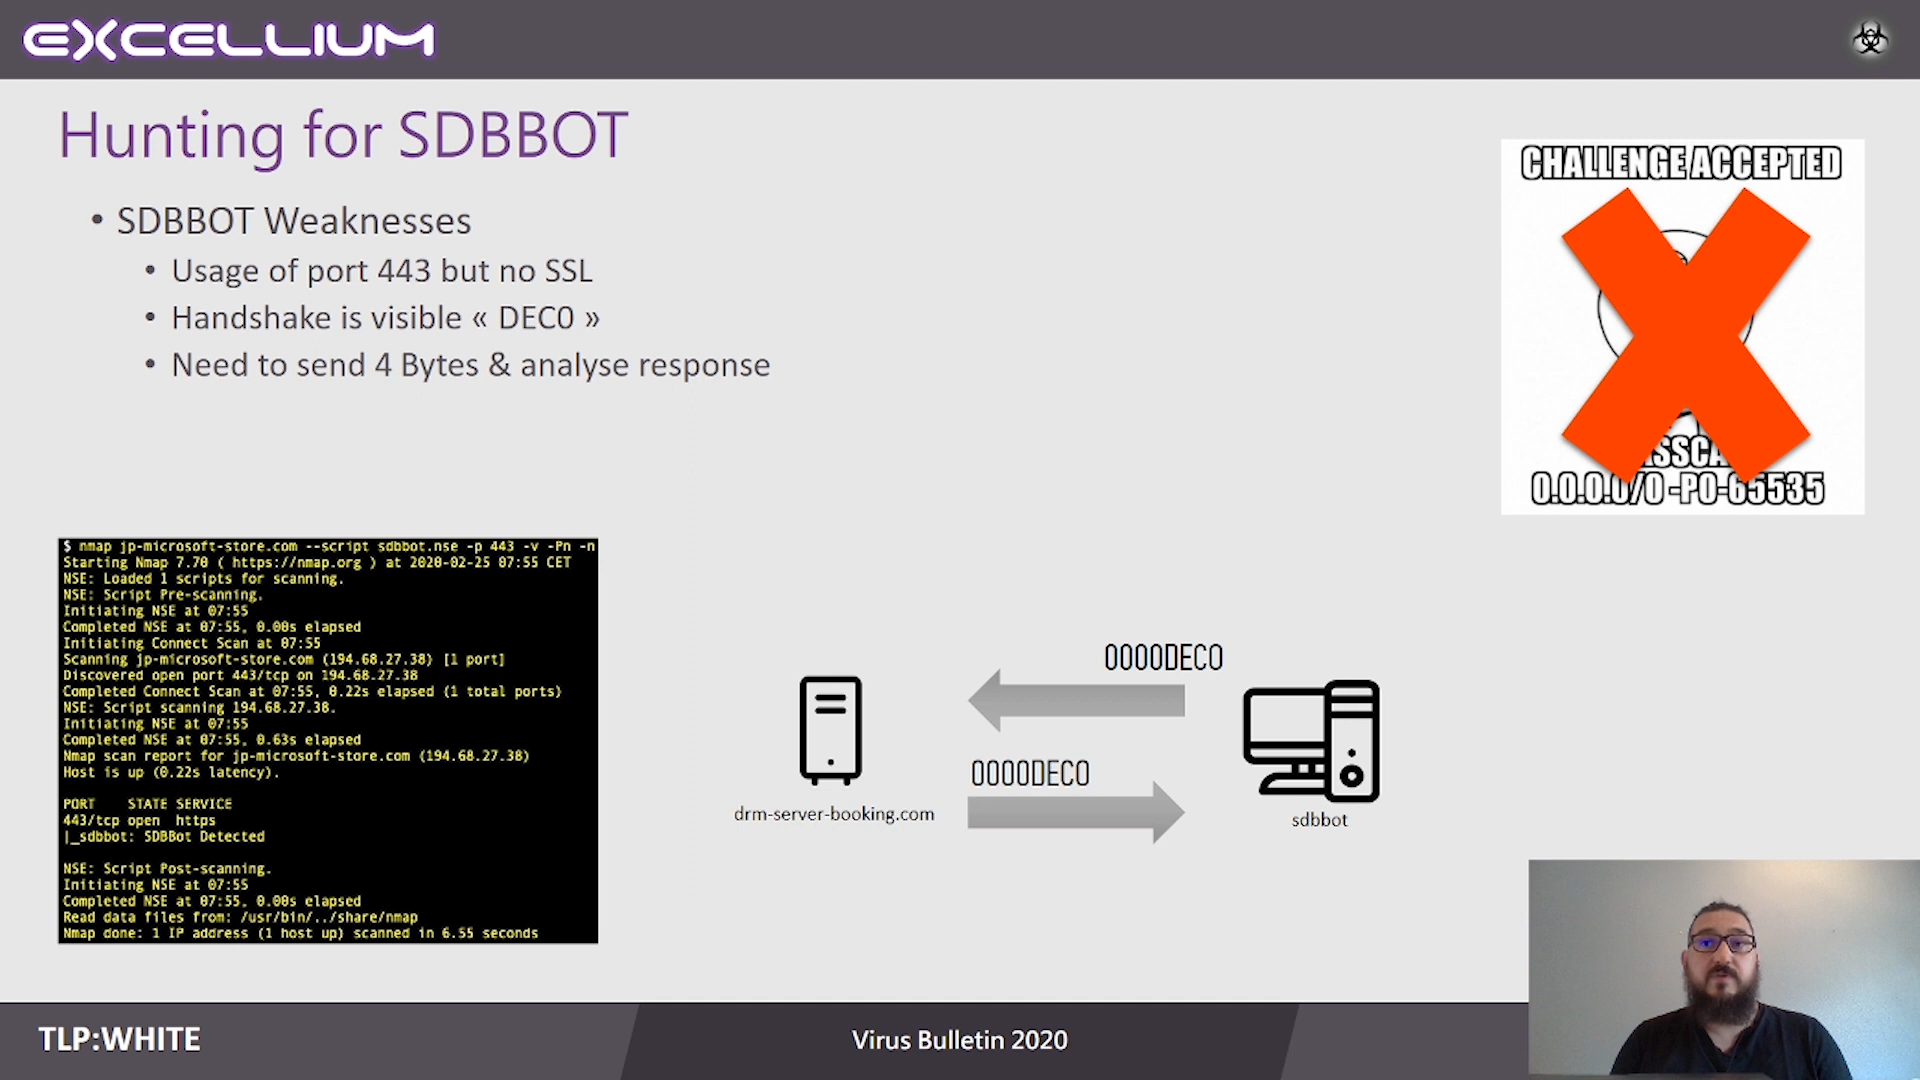 EXCELLIUM
Hunting for SDBBOT
• SDBBOT Weaknesses
• Usage of port 443 but no SSL
• Handshake is visible « DEC0 »
• Need to send 4 Bytes & analyse response
CHALLENGE ACCEPTED
0.0.0.0/0 -P0-65535
$ nmap jp-microsoft-store.com --script sdbbot.nse -p 443 -v -Pn -n
Starting Nmap 7.70 ( https://nmap.org ) at 2020-02-25 07:55 CET
NSE: Loaded 1 scripts for scanning.
NSE: Script Pre-scanning.
Initiating NSE at 07:55
Completed NSE at 07:55, 0.00s elapsed
Initiating Connect Scan at 07:55
Scanning jp-microsoft-store.com (194.68.27.38) [1 port]
Discovered open port 443/tcp on 194.68.27.38
Completed Connect Scan at 07:55, 0.22s elapsed (1 total ports)
NSE: Script scanning 194.68.27.38.
Initiating NSE at 07:55
Completed NSE at 07:55, 0.63s elapsed
Nmap scan report for jp-microsoft-store.com (194.68.27.38)
Host is up (0.22s latency).
PORT STATE SERVICE
443/tcp open https
|_sdbbot: SDBBot Detected
NSE: Script Post-scanning.
Initiating NSE at 07:55
Completed NSE at 07:55, 0.00s elapsed
Read data files from: /usr/bin/../share/nmap
Nmap done: 1 IP address (1 host up) scanned in 6.55 seconds
0000DEC0
0000DEC0
drm-server-booking.com
sdbbot
TLP:WHITE
Virus Bulletin 2020